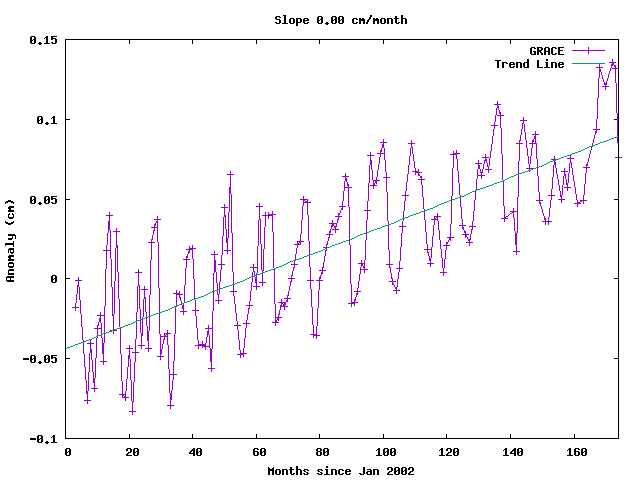 Slope 0.00 cm/month
GRACE
Trend Line
0.15
0.1
0.05
0
-0.05
-0.1
Anomaly (cm)
0 20 40 60 80 100 120 140 160
Months since Jan 2002